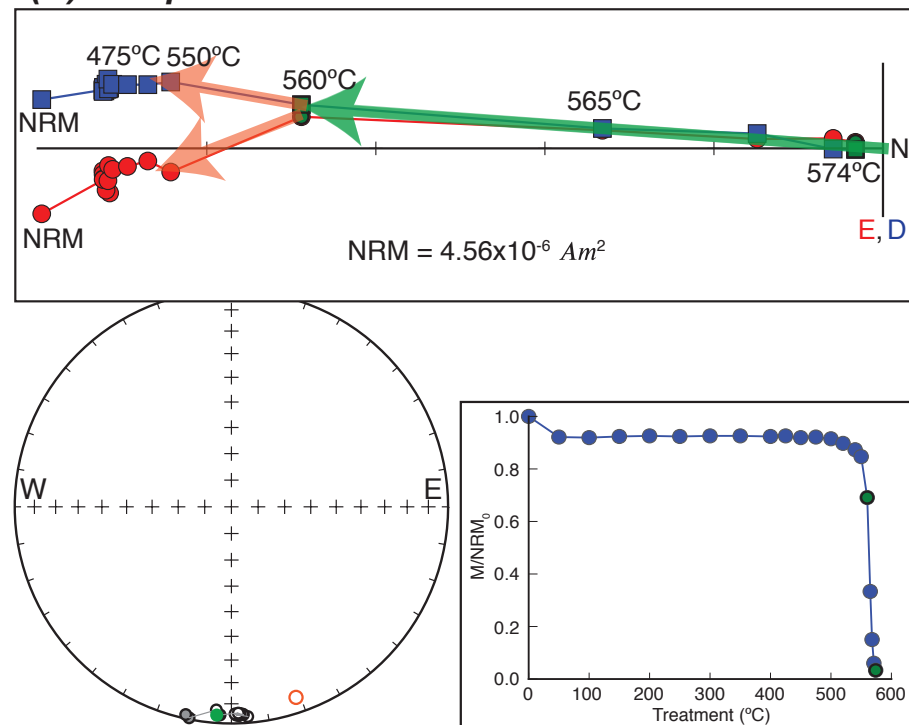 475ºC 550ºC
560ºC
565ºC
NRM
N
574ºC
NRM
E, D
NRM = 4.56x10-6 Am2
W
E
1.0
0.8
0.6
0.4
0.2
0.0
M/NRM0
0 100 200 300 400 500 600
Treatment (ºC)